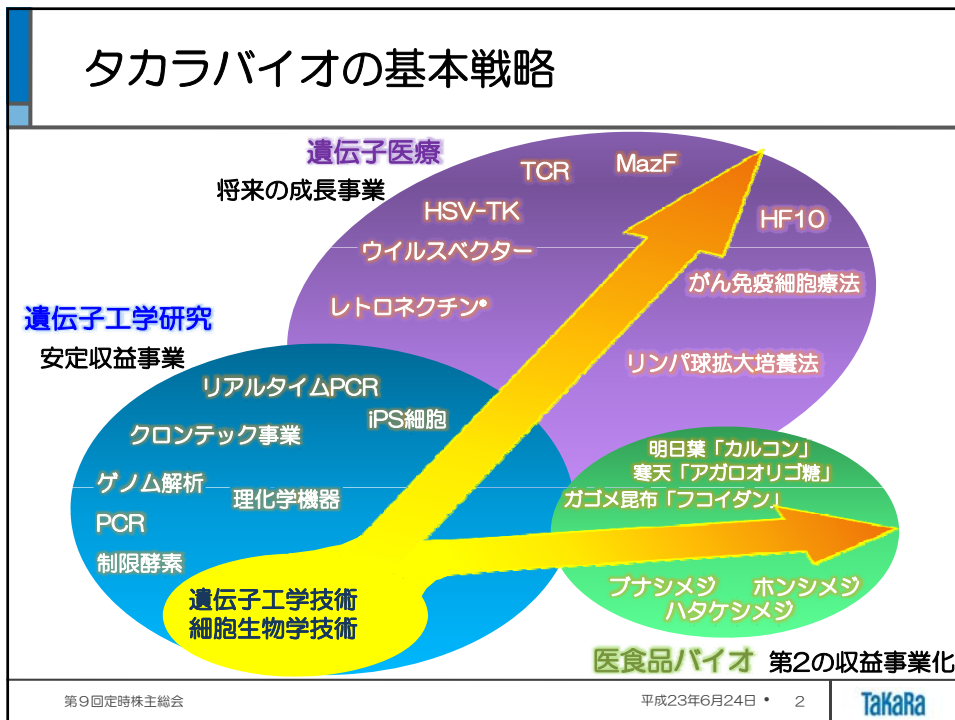 タカラバイオの基本戦略
遺伝子医療
将来の成長事業
TCR
MazF
HSV-TK
HF10
ウイルスベクター
がん免疫細胞療法
レトロネクチン®
リンパ球拡大培養法
遺伝子工学研究
安定収益事業
リアルタイムPCR
iPS細胞
クロンテック事業
ゲノム解析
理化学機器
PCR
制限酵素
遺伝子工学技術
細胞生物学技術
明日葉「カルコン」
寒天「アガロオリゴ糖」
ガゴメ昆布「フコイダン」
ブナシメジ ホンシメジ
ハタケシメジ
医食品バイオ 第2の収益事業化
第9回定時株主総会
平成23年6月24日 • 2
TaKaRa